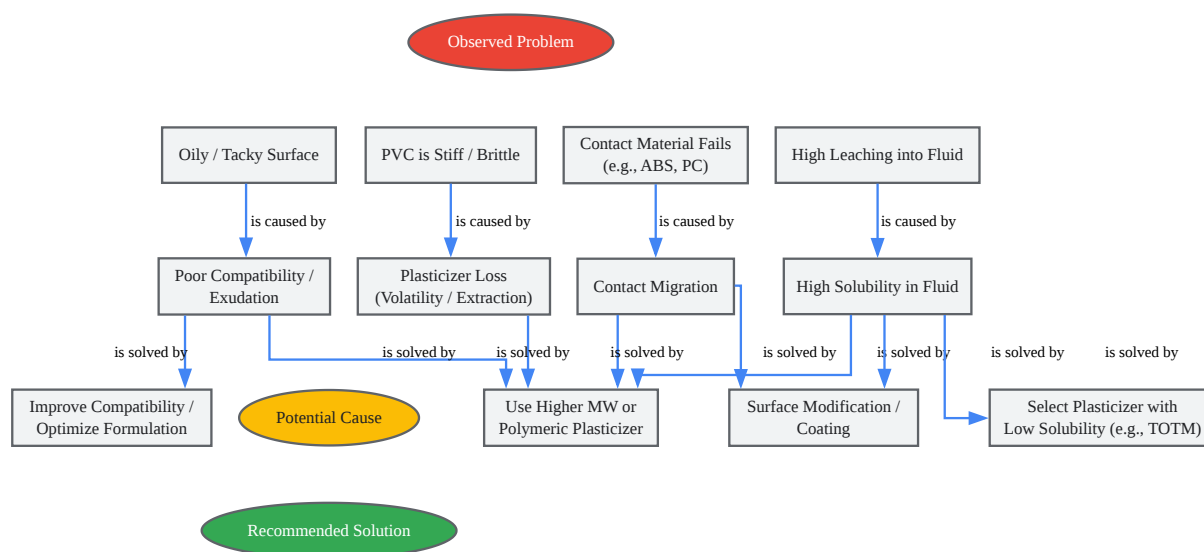 Observed Problem
Oily / Tacky Surface
PVC is Stiff / Brittle
Contact Material Fails
(e.g., ABS, PC)
High Leaching into Fluid
is caused by
is caused by
is caused by
is caused by
Poor Compatibility /
Exudation
Plasticizer Loss
(Volatility / Extraction)
Contact Migration
High Solubility in Fluid
is solved by
is solved by
is solved by
is solved by
is solved by
is solved by
is solved by
is solved by
Improve Compatibility /
Optimize Formulation
Potential Cause
Use Higher MW or
Polymeric Plasticizer
Surface Modification /
Coating
Select Plasticizer with
Low Solubility (e.g., TOTM)
Recommended Solution